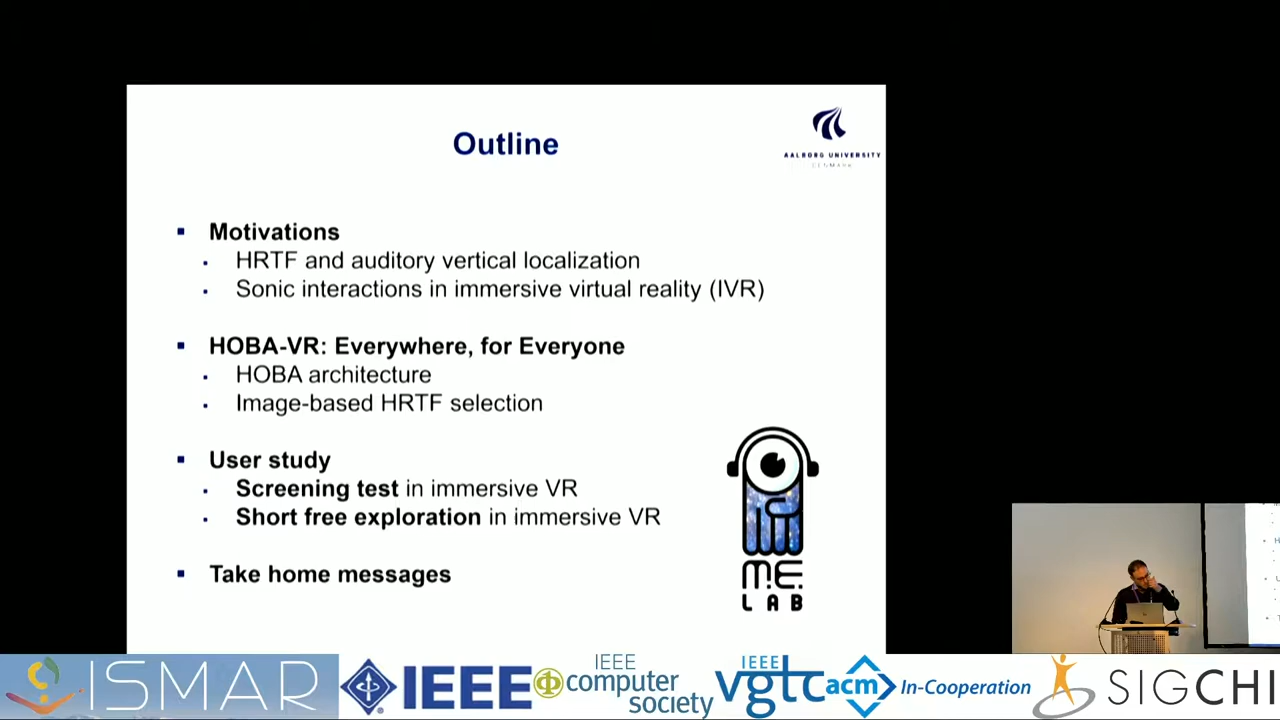 Outline
AALBORG UNIVERSITY
DENMARK
Motivations
HRTF and auditory vertical localization
Sonic interactions in immersive virtual reality (IVR)
HOBA-VR: Everywhere, for Everyone
HOBA architecture
Image-based HRTF selection
User study
Screening test in immersive VR
Short free exploration in immersive VR
Take home messages
M.E.
LAB
ISMAR
IEEE
IEEE
computer
society
IEEE
vgtc
acm
In-Cooperation
SIGCHI